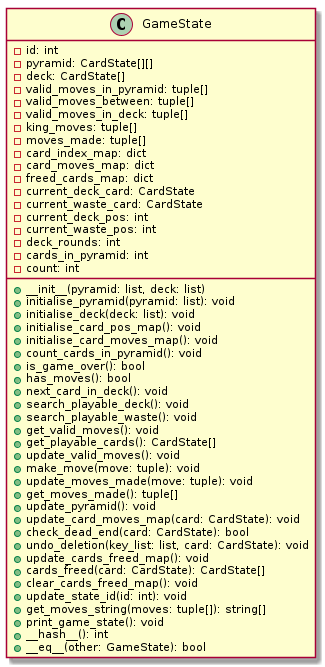 C GameState
id: int
pyramid: CardState[][]
deck: CardState[]
valid_moves_in_pyramid: tuple[]
valid_moves_between: tuple[]
valid_moves_in_deck: tuple[]
king_moves: tuple[]
moves_made: tuple[]
card_index_map: dict
card_moves_map: dict
freed_cards_map: dict
current_deck_card: CardState
current_waste_card: CardState
current_deck_pos: int
current_waste_pos: int
deck_rounds: int
cards_in_pyramid: int
count: int
__init__(pyramid: list, deck: list)
initialise_pyramid(pyramid: list): void
initialise_deck(deck: list): void
initialise_card_pos_map(): void
initialise_card_moves_map(): void
count_cards_in_pyramid(): void
is_game_over(): bool
has_moves(): bool
next_card_in_deck(): void
search_playable_deck(): void
search_playable_waste(): void
get_valid_moves(): void
get_playable_cards(): CardState[]
update_valid_moves(): void
make_move(move: tuple): void
update_moves_made(move: tuple): void
get_moves_made(): tuple[]
update_pyramid(): void
update_card_moves_map(card: CardState): void
check_dead_end(card: CardState): bool
undo_deletion(key_list: list, card: CardState): void
update_cards_freed_map(): void
cards_freed(card: CardState): CardState[]
clear_cards_freed_map(): void
update_state_id(id: int): void
get_moves_string(moves: tuple[]): string[]
print_game_state(): void
__hash__(): int
__eq__(other: GameState): bool